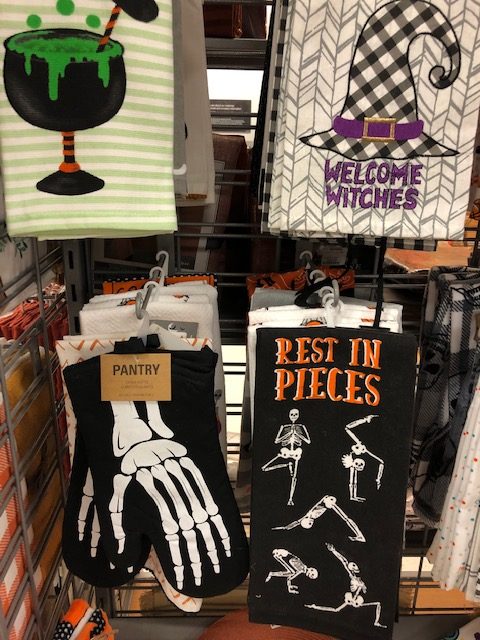 WELCOME
WITCHES
PANTRY
REST IN
PIECES